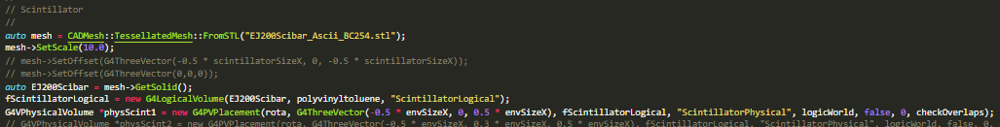 //
// Scintillator
//
auto mesh = CADMesh::TessellatedMesh::FromSTL("EJ200Scibar_Ascii_BC254.stl");
mesh->SetScale(10.0);
// mesh->SetOffset(G4ThreeVector(-0.5 * scintillatorSizeX, 0, -0.5 * scintillatorSizeX));
// mesh->SetOffset(G4ThreeVector(0,0,0));
auto EJ200Scibar = mesh->GetSolid();
fScintillatorLogical = new G4LogicalVolume(EJ200Scibar, polyvinyltoluene, "ScintillatorLogical");
G4VPhysicalVolume *physScint1 = new G4PVPlacement(rota, G4ThreeVector(-0.5 * envSizeX, 0, 0.5 * envSizeX), fScintillatorLogical, "ScintillatorPhysical", logicWorld, false, 0, checkOverlaps);
// G4VPhysicalVolume *physScint2 = new G4PVPlacement(rota, G4ThreeVector(-0.5 * envSizeX, 0.3 * envSizeX, 0.5 * envSizeX), fScintillatorLogical, "ScintillatorPhysical", logicWorld, false, 0